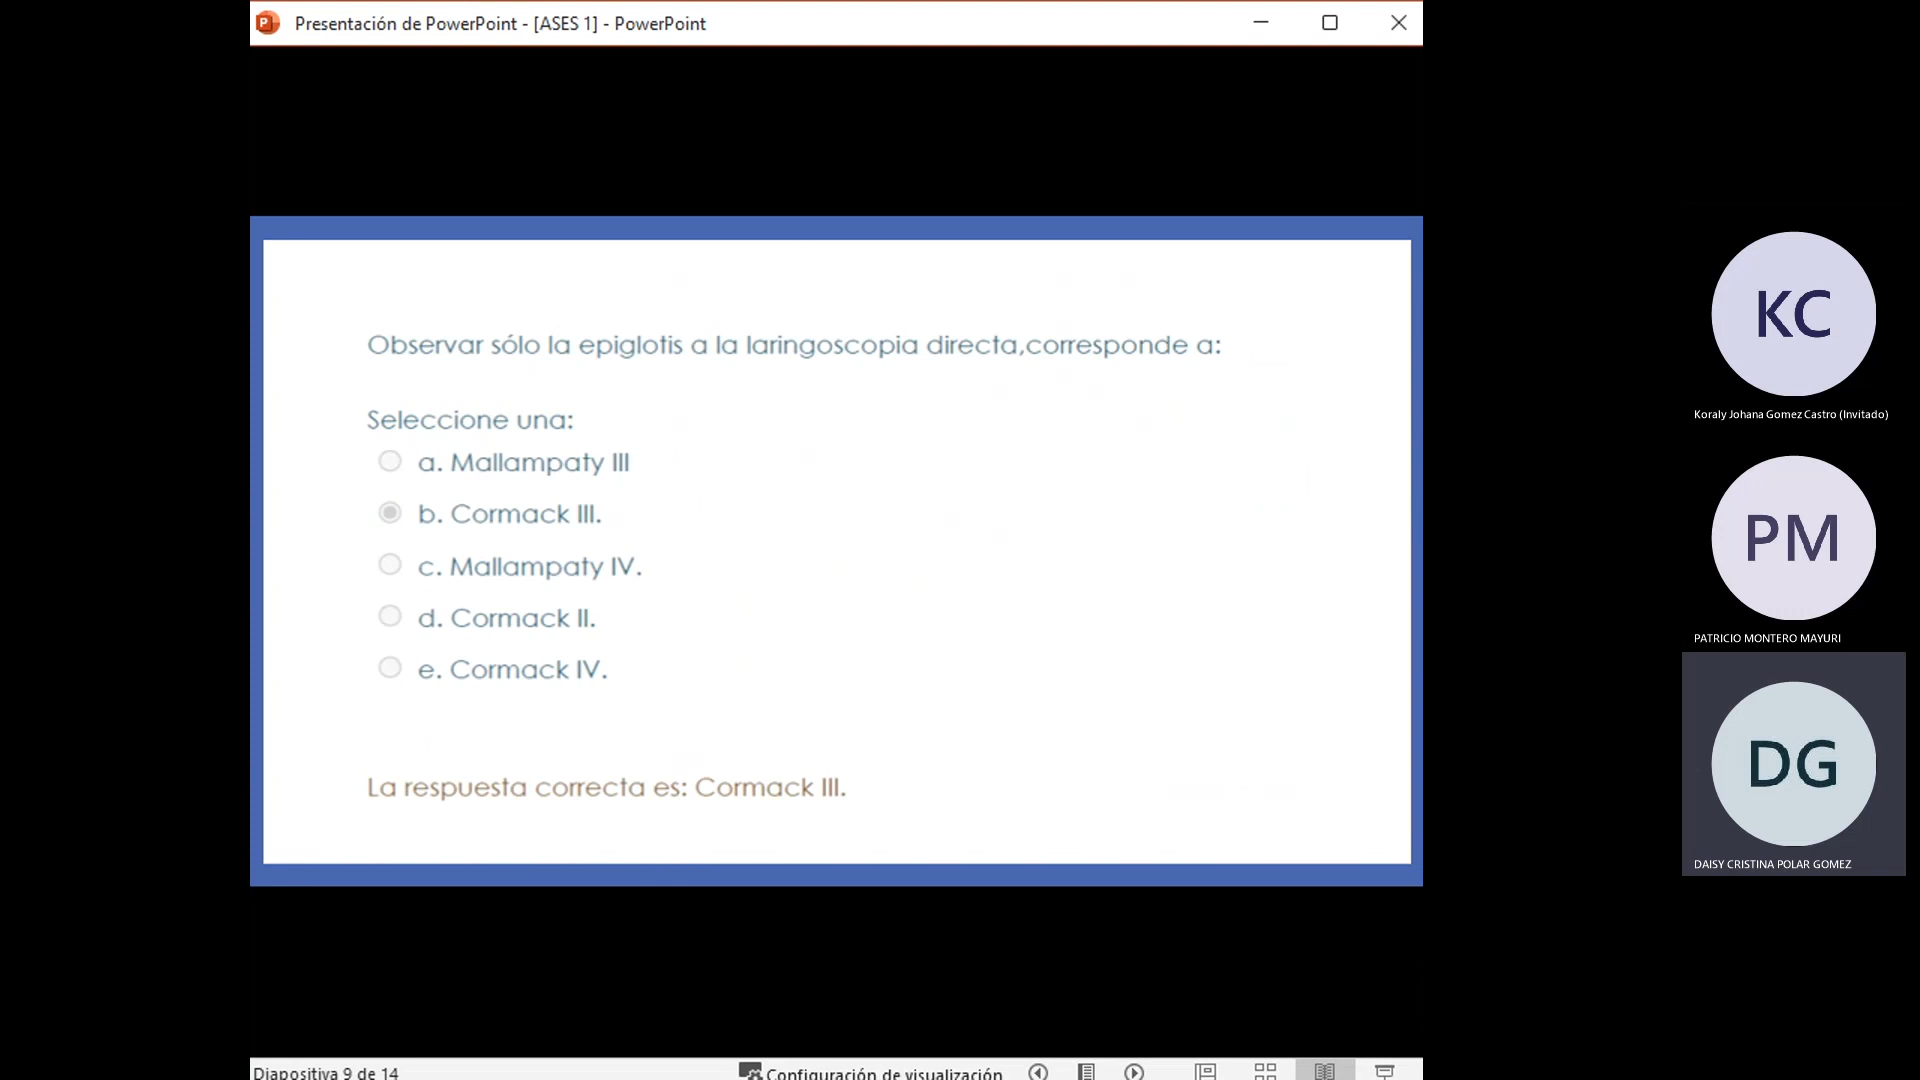 Presentación de PowerPoint - [ASES 1] - PowerPoint
Observar sólo la epiglotis a la laringoscopia directa,corresponde a:
Seleccione una:
a. Mallampaty III
b. Cormack III.
c. Mallampaty IV.
d. Cormack II.
e. Cormack IV.
La respuesta correcta es: Cormack III.
KC
Koraly Johana Gomez Castro (Invitado)
PM
PATRICIO MONTERO MAYURI
DG
DAISY CRISTINA POLAR GOMEZ
Diapositiva 9 de 14
Configuración de visualización